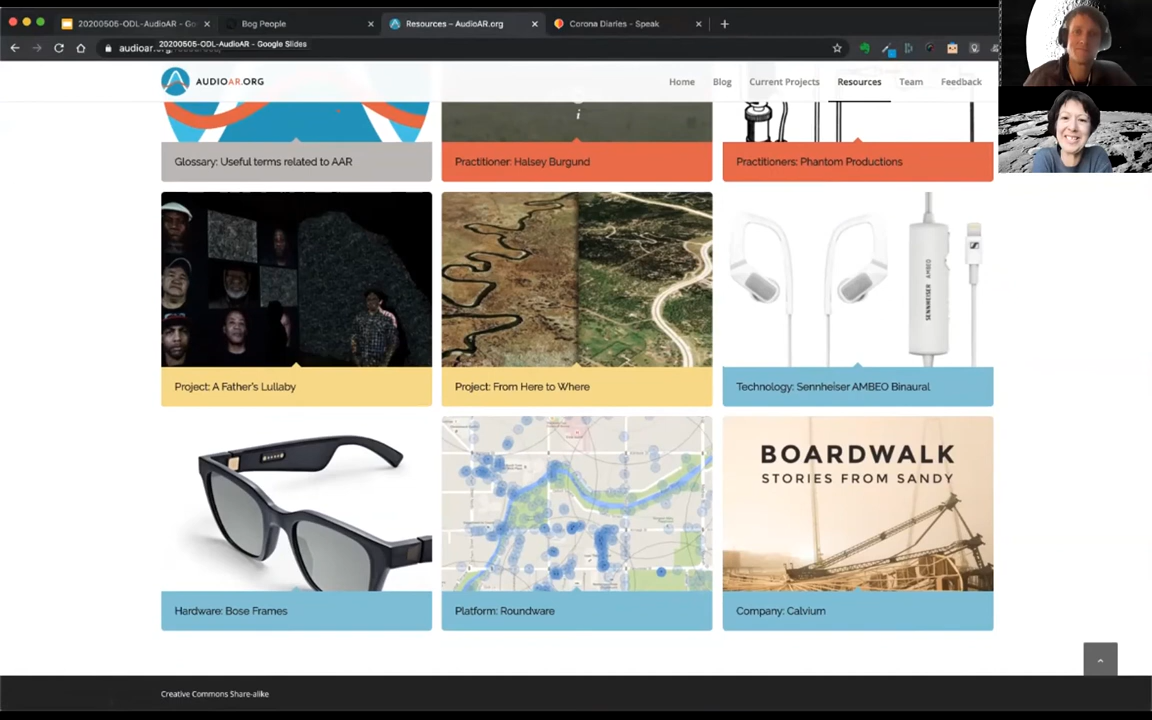 20200505-ODL-AudioAR - Go
Bog People
Resources – AudioAR.org
Corona Diaries - Speak
20200505-ODL-AudioAR - Google Slides
AUDIOAR.ORG
Home
Blog
Current Projects
Resources
Team
Feedback
Glossary: Useful terms related to AAR
Practitioner: Halsey Burgund
Practitioners: Phantom Productions
SENNHEISER AMBEO
Project: A Father's Lullaby
Project: From Here to Where
Technology: Sennheiser AMBEO Binaural
BOARDWALK
STORIES FROM SANDY
Hardware: Bose Frames
Platform: Roundware
Company: Calvium
Creative Commons Share-alike